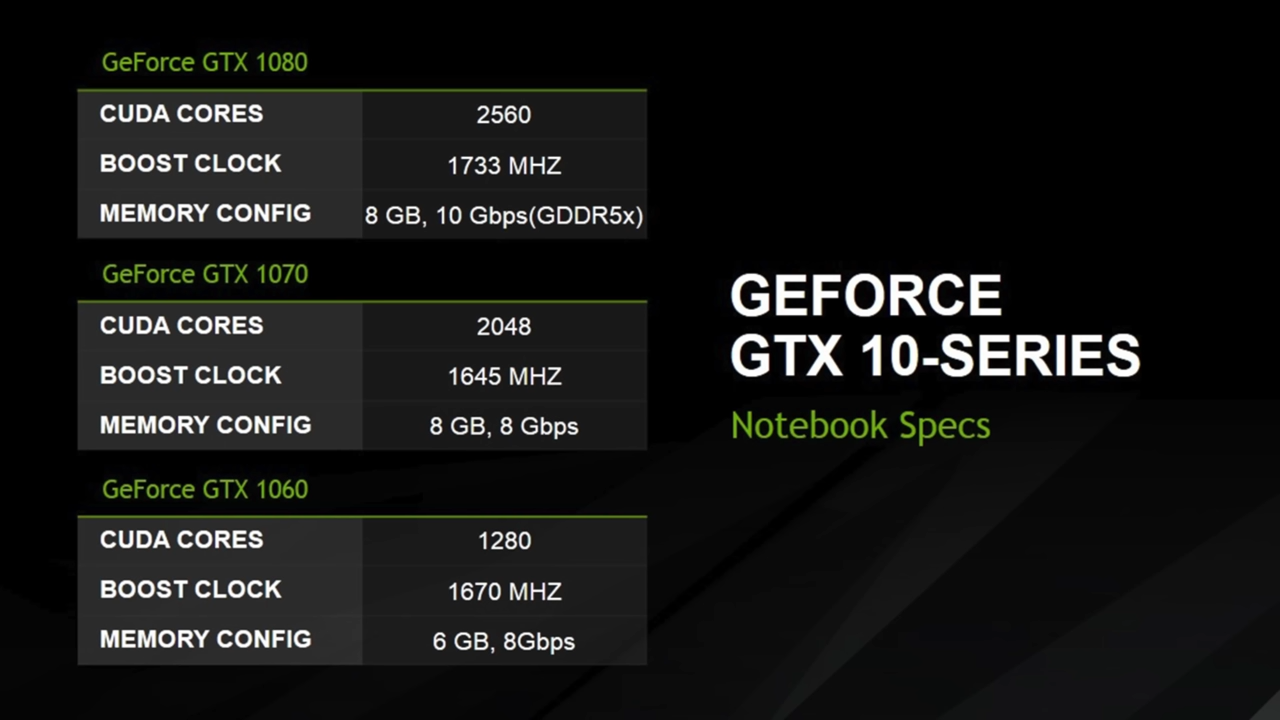 GeForce GTX 1080
CUDA CORES 2560
BOOST CLOCK 1733 MHZ
MEMORY CONFIG 8 GB, 10 Gbps(GDDR5x)
GeForce GTX 1070
CUDA CORES 2048
BOOST CLOCK 1645 MHZ
MEMORY CONFIG 8 GB, 8 Gbps
GeForce GTX 1060
CUDA CORES 1280
BOOST CLOCK 1670 MHZ
MEMORY CONFIG 6 GB, 8Gbps
GEFORCE
GTX 10-SERIES
Notebook Specs